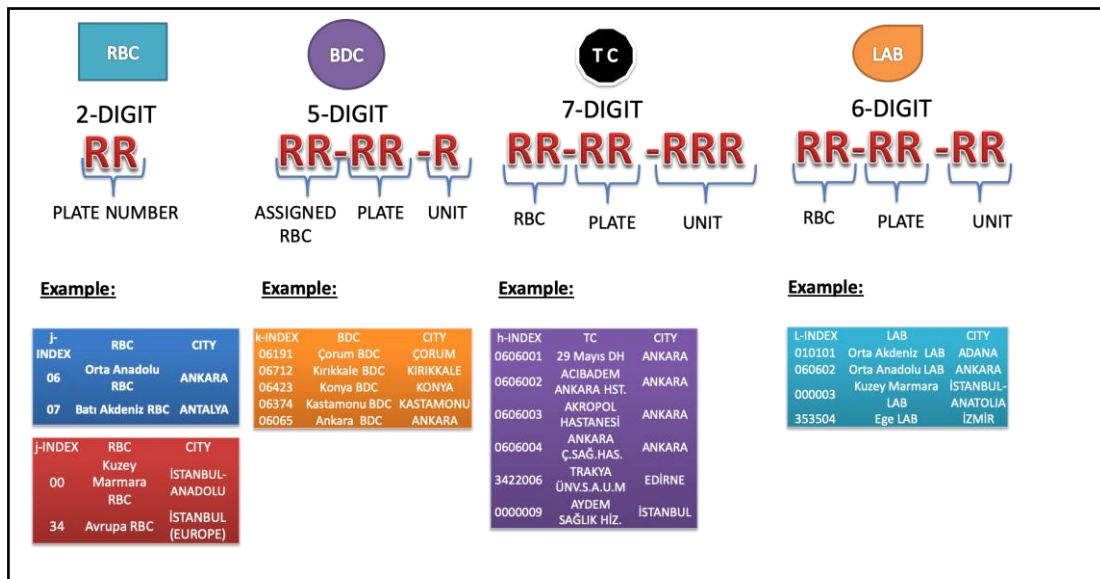 RBC
BDC
TC
LAB
2-DIGIT
5-DIGIT
7-DIGIT
6-DIGIT
RR
RR-RR -R
RR-RR -RRR
RR-RR -RR
PLATE NUMBER
ASSIGNED
RBC
PLATE
UNIT
RBC
PLATE
UNIT
RBC
PLATE
UNIT
Example:
Example:
Example:
Example:
j-
INDEX
RBC
CITY
06
Orta Anadolu
RBC
ANKARA
07 Batı Akdeniz RBC ANTALYA
j-INDEX RBC CITY
00
Kuzey
Marmara
RBC
İSTANBUL-
ANADOLU
34 Avrupa RBC
İSTANBUL
(EUROPE)
k-INDEX BDC CITY
06191 Çorum BDC ÇORUM
06712 Kırıkkale BDC KIRIKKALE
06423 Konya BDC KONYA
06374 Kastamonu BDC KASTAMONU
06065 Ankara BDC ANKARA
h-INDEX TC CITY
0606001 29 Mayıs DH ANKARA
0606002
ACIBADEM
ANKARA HST.
ANKARA
0606003
AKROPOL
HASTANESİ
ANKARA
0606004
ANKARA
Ç.SAĞ.HAS.
ANKARA
3422006
TRAKYA
ÜNV.S.A.U.M
EDİRNE
0000009
AYDEM
SAĞLIK HİZ.
İSTANBUL
L-INDEX LAB CITY
010101 Orta Akdeniz LAB ADANA
060602 Orta Anadolu LAB ANKARA
000003
Kuzey Marmara
LAB
İSTANBUL-
ANATOLIA
353504 Ege LAB İZMİR